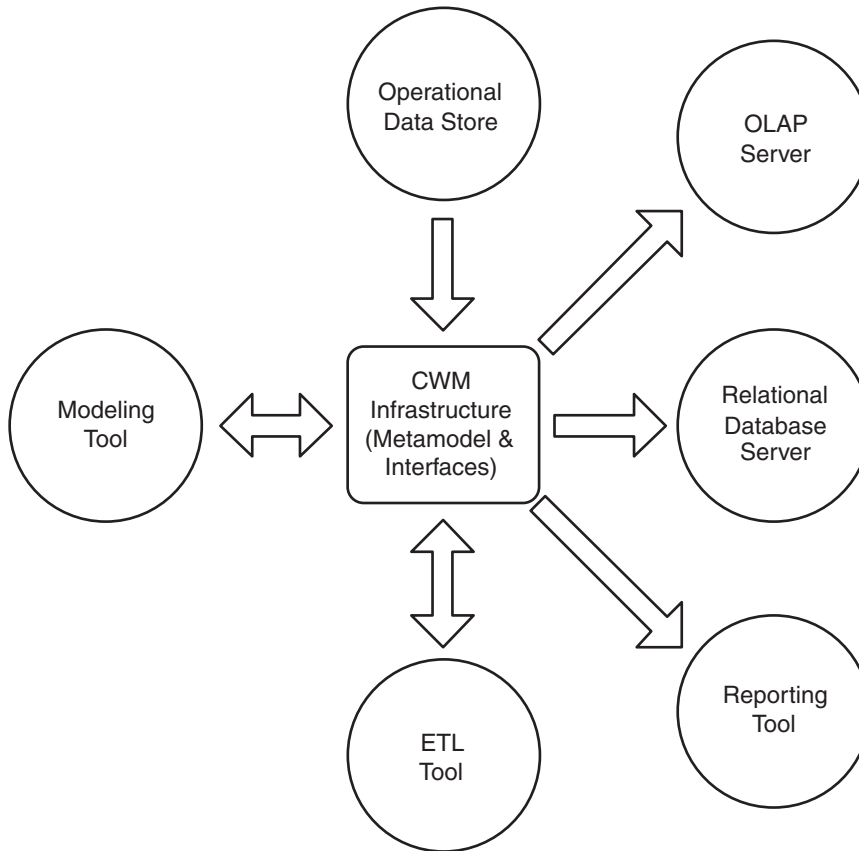 Operational
Data Store
OLAP
Server
Modeling
Tool
CWM
Infrastructure
(Metamodel &
Interfaces)
Relational
Database
Server
ETL
Tool
Reporting
Tool